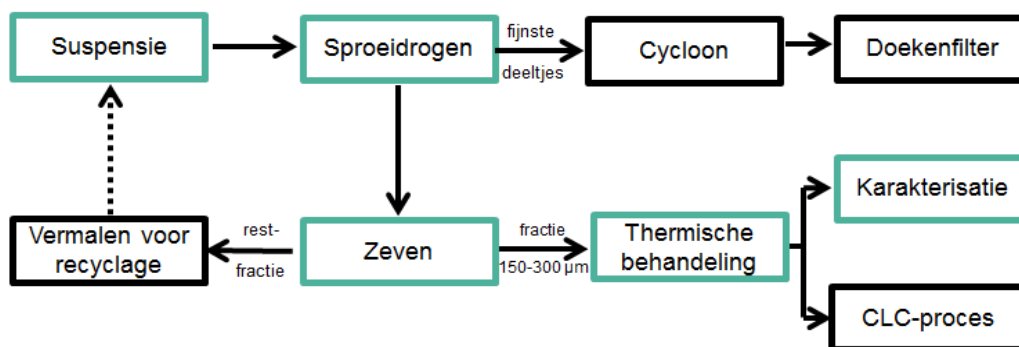 Suspensie
Sproeidrogen
fijnste
deeltjes
Cycloon
Doekenfilter
Vermalen voor
recyclage
rest-
fractie
Zeven
fractie
150-300 µm
Thermische
behandeling
Karakterisatie
CLC-proces